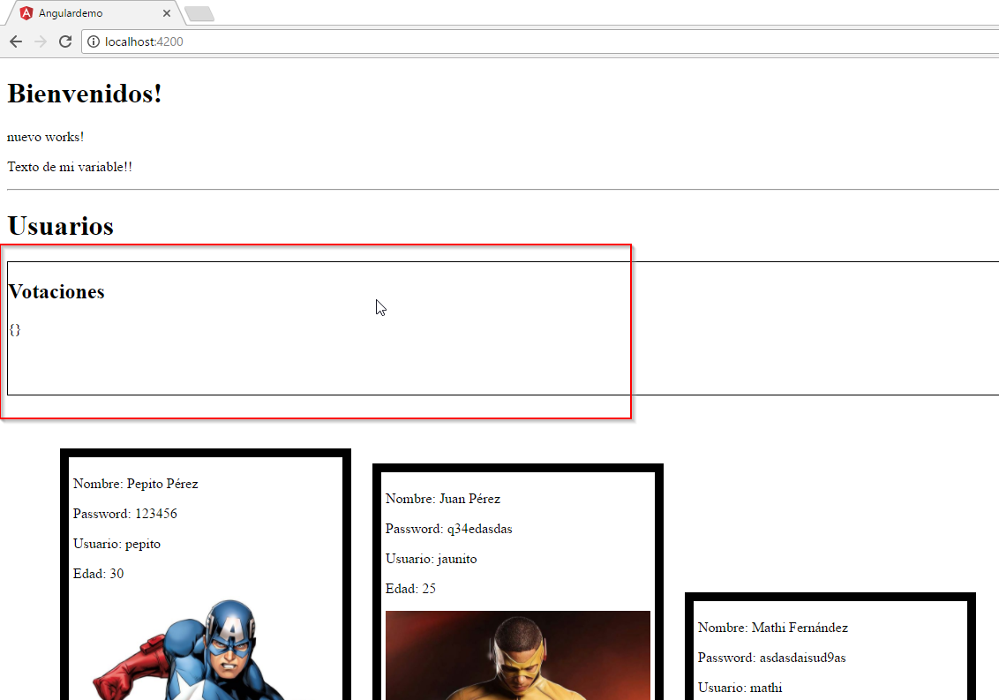 Angulardemo
localhost:4200
Bienvenidos!
nuevo works!
Texto de mi variable!!
Usuarios
Votaciones
{}
Nombre: Pepito Pérez
Password: 123456
Usuario: pepito
Edad: 30
Nombre: Juan Pérez
Password: q34edasdas
Usuario: jaunito
Edad: 25
Nombre: Mathi Fernández
Password: asdasdaisud9as
Usuario: mathi